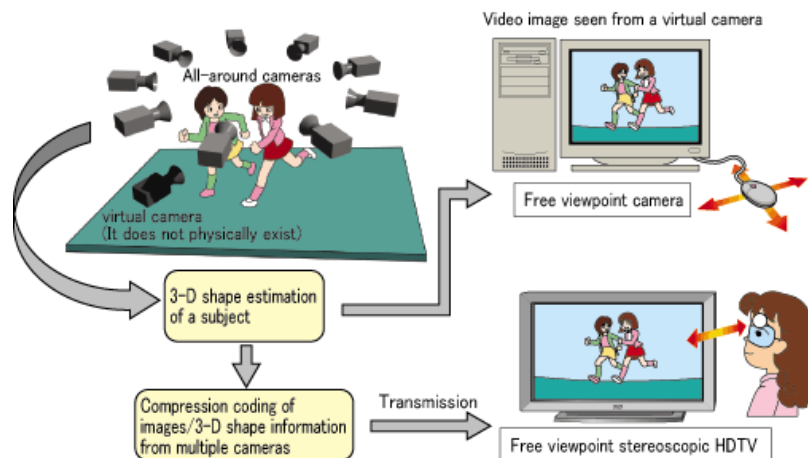 Video image seen from a virtual camera
All-around cameras
virtual camera
(It does not physically exist)
Free viewpoint camera
3-D shape estimation
of a subject
Compression coding of
images/3-D shape information
from multiple cameras
Transmission
Free viewpoint stereoscopic HDTV